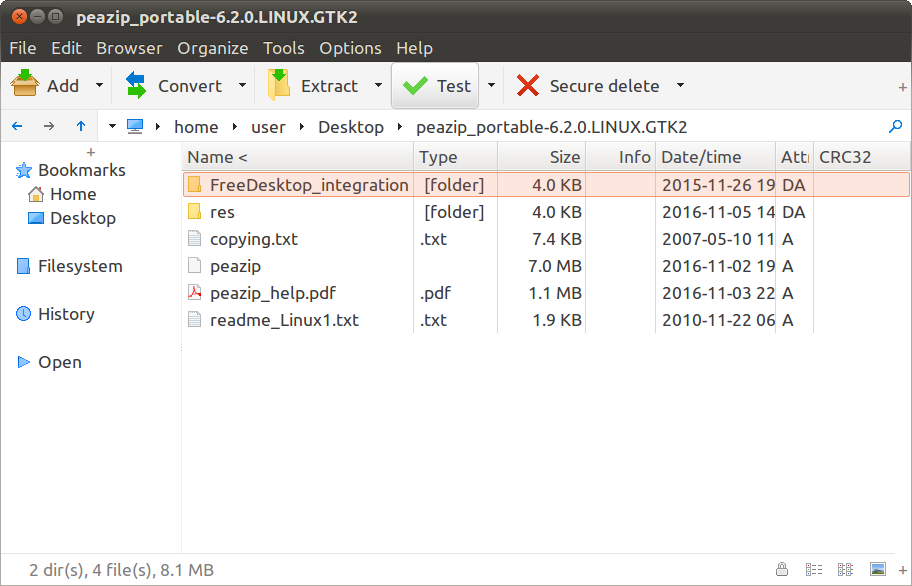 peazip_portable-6.2.0.LINUX.GTK2
File Edit Browser Organize Tools Options Help
Add Convert Extract Test Secure delete +
home user Desktop peazip_portable-6.2.0.LINUX.GTK2
+
Bookmarks
Home
Desktop
Filesystem
History
Open
Name < Type Size Info Date/time Attr CRC32
FreeDesktop_integration [folder] 4.0 KB 2015-11-26 19 DA
res [folder] 4.0 KB 2016-11-05 14 DA
copying.txt .txt 7.4 KB 2007-05-10 11 A
peazip 7.0 MB 2016-11-02 19 A
peazip_help.pdf .pdf 1.1 MB 2016-11-03 22 A
readme_Linux1.txt .txt 1.9 KB 2010-11-22 06 A
2 dir(s), 4 file(s), 8.1 MB +